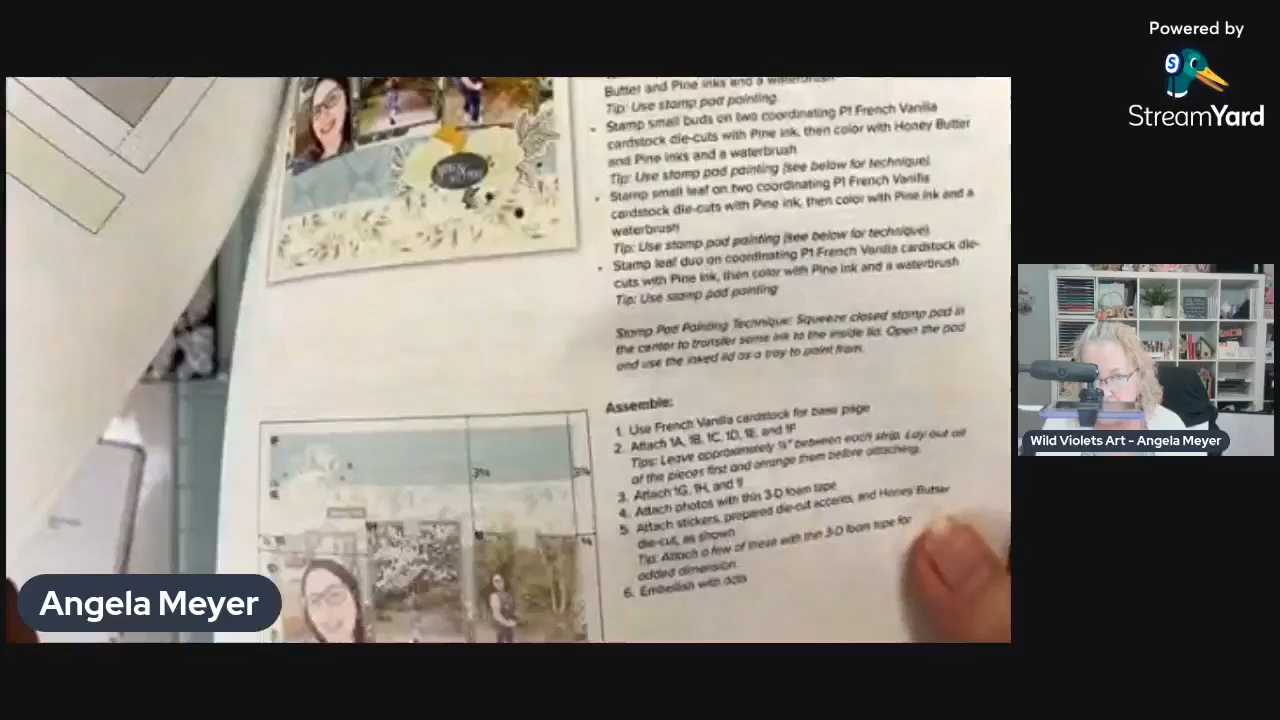 Powered by
StreamYard
Butter and Pine inks and a waterbrush
Tip: Use stamp pad painting
• Stamp small buds on two coordinating P1 French Vanilla
cardstock die-cuts with Pine ink, then color with Honey Butter
and Pine inks and a waterbrush
Tip: Use stamp pad painting (see below for technique)
• Stamp small leaf on two coordinating P1 French Vanilla
cardstock die-cuts with Pine ink, then color with Pine ink and a
waterbrush
Tip: Use stamp pad painting (see below for technique)
• Stamp leaf duo on coordinating P1 French Vanilla cardstock die-
cuts with Pine ink, then color with Pine ink and a waterbrush
Tip: Use stamp pad painting
Stamp Pad Painting Technique: Squeeze closed stamp pad in
the center to transfer some ink to the inside lid. Open the pad
and use the inked lid as a tray to paint from.
Assemble:
1. Use French Vanilla cardstock for base page
2. Attach 1A, 1B, 1C, 1D, 1E, and 1F
Tips: Leave approximately ⅛" between each strip. Lay out all
of the pieces first and arrange them before attaching.
3. Attach 1G, 1H, and 1I
4. Attach photos with thin 3-D foam tape
5. Attach stickers, prepared die-cut accents, and Honey Butter
die-cut, as shown
Tip: Attach a few of these with thin 3-D foam tape for
added dimension.
6. Embellish with dots
Wild Violets Art - Angela Meyer
Angela Meyer